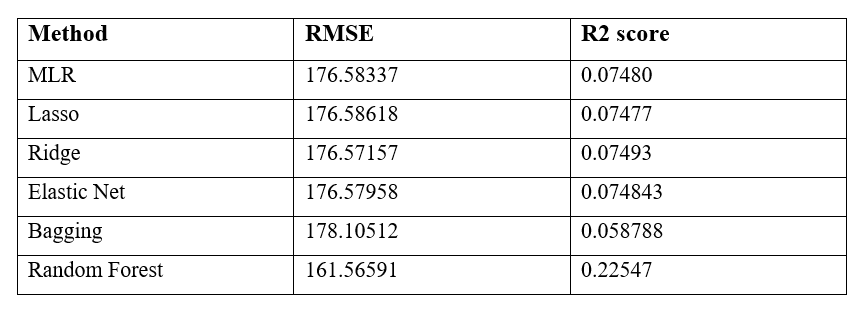 Method RMSE R2 score
MLR 176.58337 0.07480
Lasso 176.58618 0.07477
Ridge 176.57157 0.07493
Elastic Net 176.57958 0.074843
Bagging 178.10512 0.058788
Random Forest 161.56591 0.22547